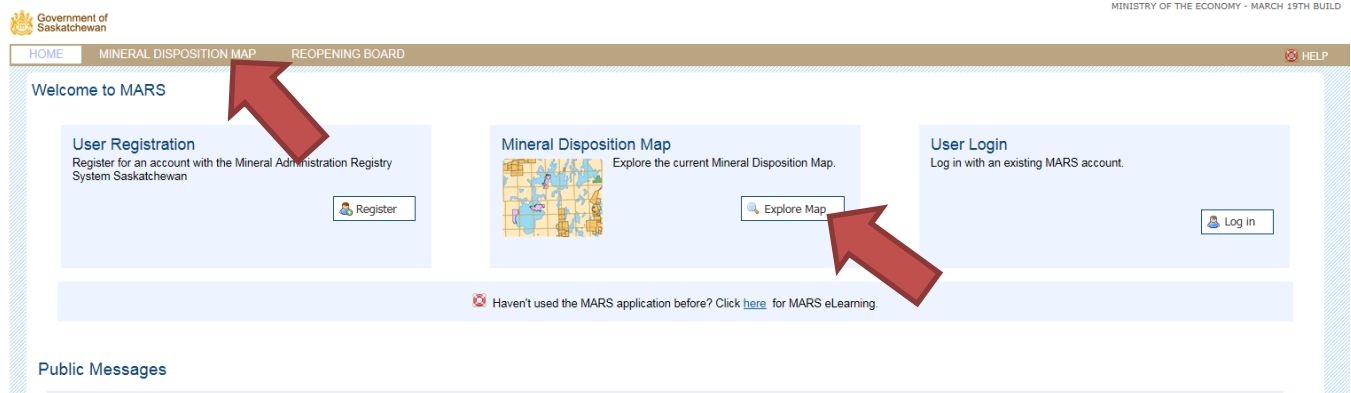 MINISTRY OF THE ECONOMY - MARCH 19TH BUILD
Government of
Saskatchewan
HOME MINERAL DISPOSITION MAP REOPENING BOARD HELP
Welcome to MARS
User Registration
Register for an account with the Mineral Administration Registry
System Saskatchewan
Register
Mineral Disposition Map
Explore the current Mineral Disposition Map.
Explore Map
User Login
Log in with an existing MARS account.
Log in
Haven't used the MARS application before? Click here for MARS eLearning.
Public Messages